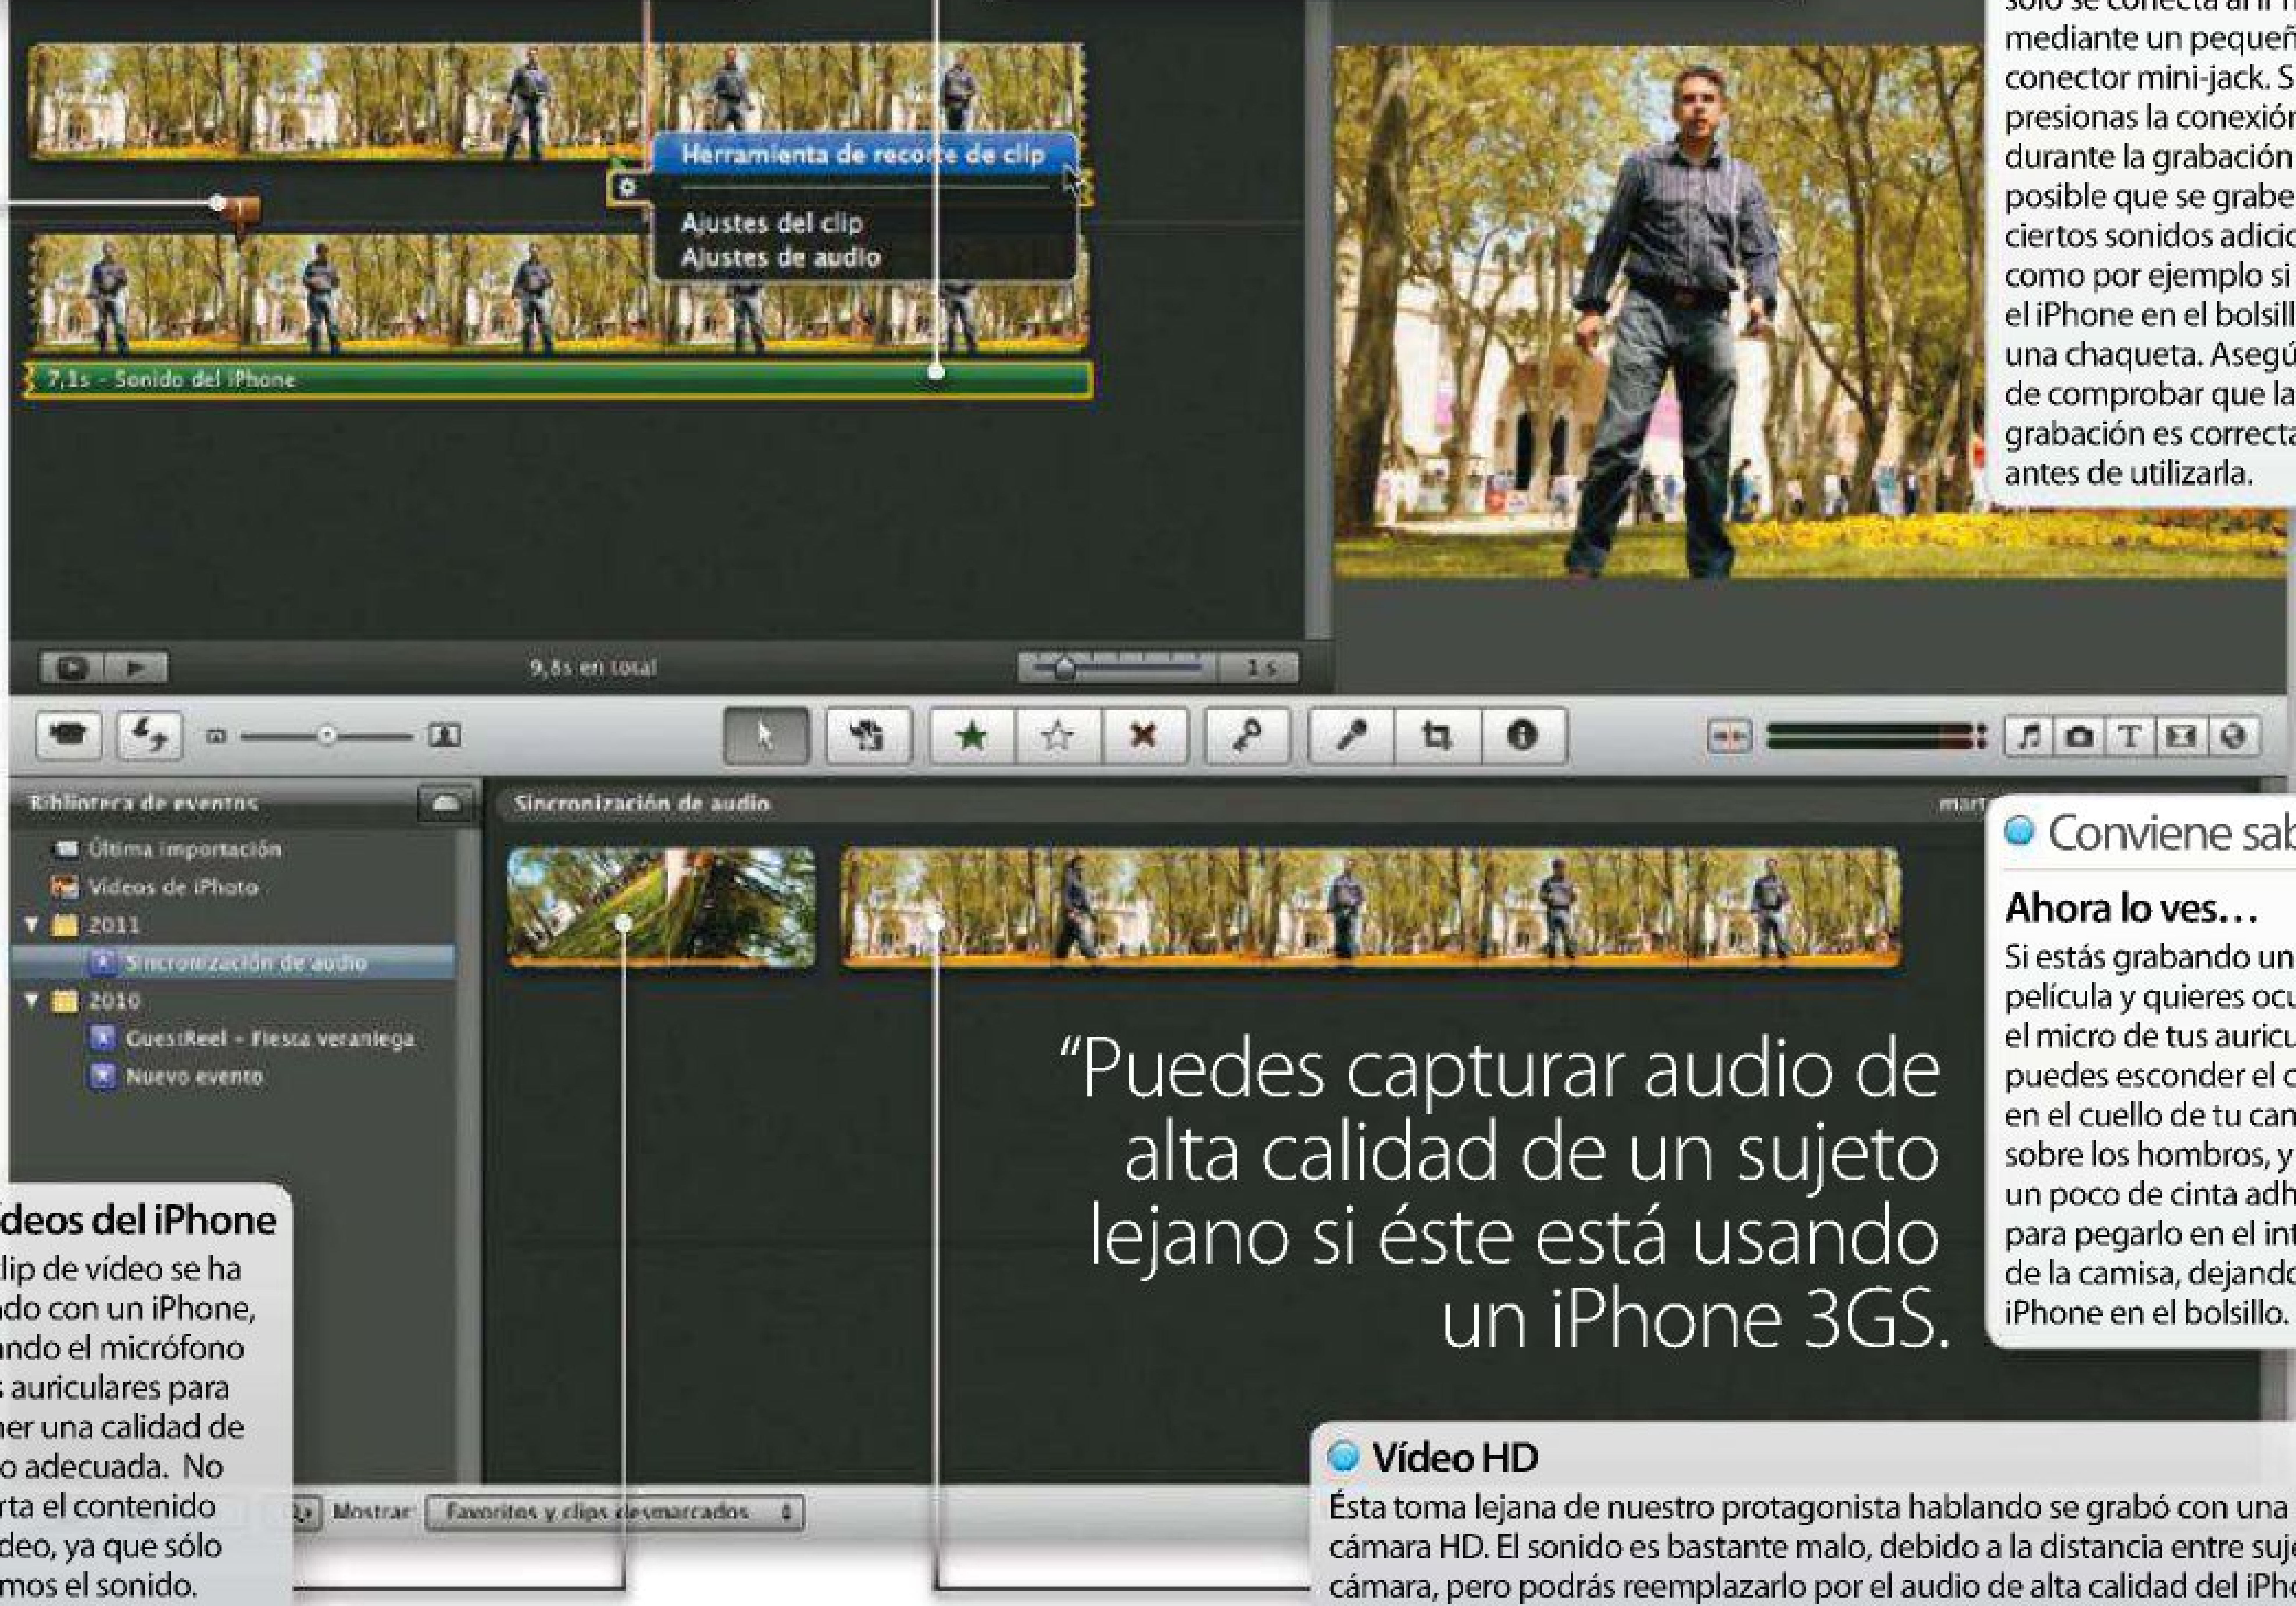 mediante un pequeñ
conector mini-jack. S
presionas la conexión
durante la grabación
posible que se grabe
ciertos sonidos adicio
como por ejemplo si
el iPhone en el bolsill
una chaqueta. Asegú
de comprobar que la
grabación es correcta
antes de utilizarla.
Herramienta de recorte de clip
Ajustes del clip
Ajustes de audio
7,1s - Sonido del iPhone
9,8s en total
1 s
T
Biblioteca de eventos
Última importación
Vídeos de iPhoto
2011
Sincronización de audio
2010
GuestReel - Fiesta veraniega
Nuevo evento
Sincronización de audio
mart
Conviene sab
Ahora lo ves...
Si estás grabando un
película y quieres ocu
el micro de tus auricu
puedes esconder el c
en el cuello de tu cam
sobre los hombros, y
un poco de cinta adh
para pegarlo en el int
de la camisa, dejando
iPhone en el bolsillo.
“Puedes capturar audio de
alta calidad de un sujeto
lejano si éste está usando
un iPhone 3GS.
ídeos del iPhone
clip de vídeo se ha
ado con un iPhone,
ando el micrófono
s auriculares para
ner una calidad de
o adecuada. No
rta el contenido
deo, ya que sólo
mos el sonido.
Mostrar: Favoritos y clips desmarcados
Vídeo HD
Ésta toma lejana de nuestro protagonista hablando se grabó con una
cámara HD. El sonido es bastante malo, debido a la distancia entre suje
cámara, pero podrás reemplazarlo por el audio de alta calidad del iPho